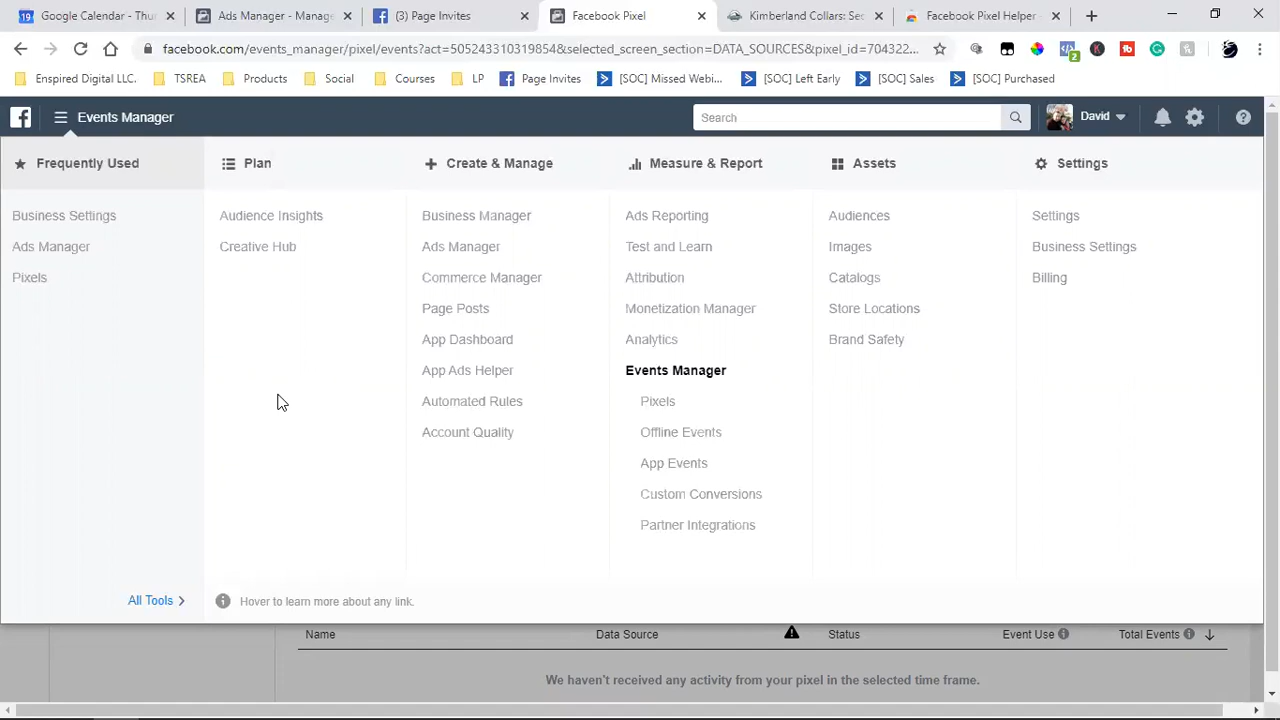 Google Calendar - Thu
Ads Manager - Manage
(3) Page Invites
Facebook Pixel
Kimberland Collars: Sec
Facebook Pixel Helper -
facebook.com/events_manager/pixel/events?act=505243310319854&selected_screen_section=DATA_SOURCES&pixel_id=704322...
2
Enspired Digital LLC.
TSREA
Products
Social
Courses
LP
Page Invites
[SOC] Missed Webi...
[SOC] Left Early
[SOC] Sales
[SOC] Purchased
Events Manager
Search
David
Frequently Used
Plan
Create & Manage
Measure & Report
Assets
Settings
Business Settings
Audience Insights
Business Manager
Ads Reporting
Audiences
Settings
Ads Manager
Creative Hub
Ads Manager
Test and Learn
Images
Business Settings
Pixels
Commerce Manager
Attribution
Catalogs
Billing
Page Posts
Monetization Manager
Store Locations
App Dashboard
Analytics
Brand Safety
App Ads Helper
Events Manager
Automated Rules
Pixels
Account Quality
Offline Events
App Events
Custom Conversions
Partner Integrations
All Tools
Hover to learn more about any link.
Name
Data Source
Status
Event Use
Total Events
We haven't received any activity from your pixel in the selected time frame.